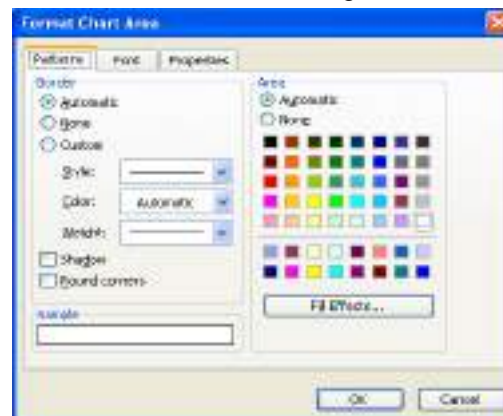 Format Chart Area
Patterns Font Properties
Border
Automatic
None
Custom
Style:
Color: Automatic
Weight:
Shadow
Round corners
Sample
Area
Automatic
None
Fill Effects...
OK Cancel